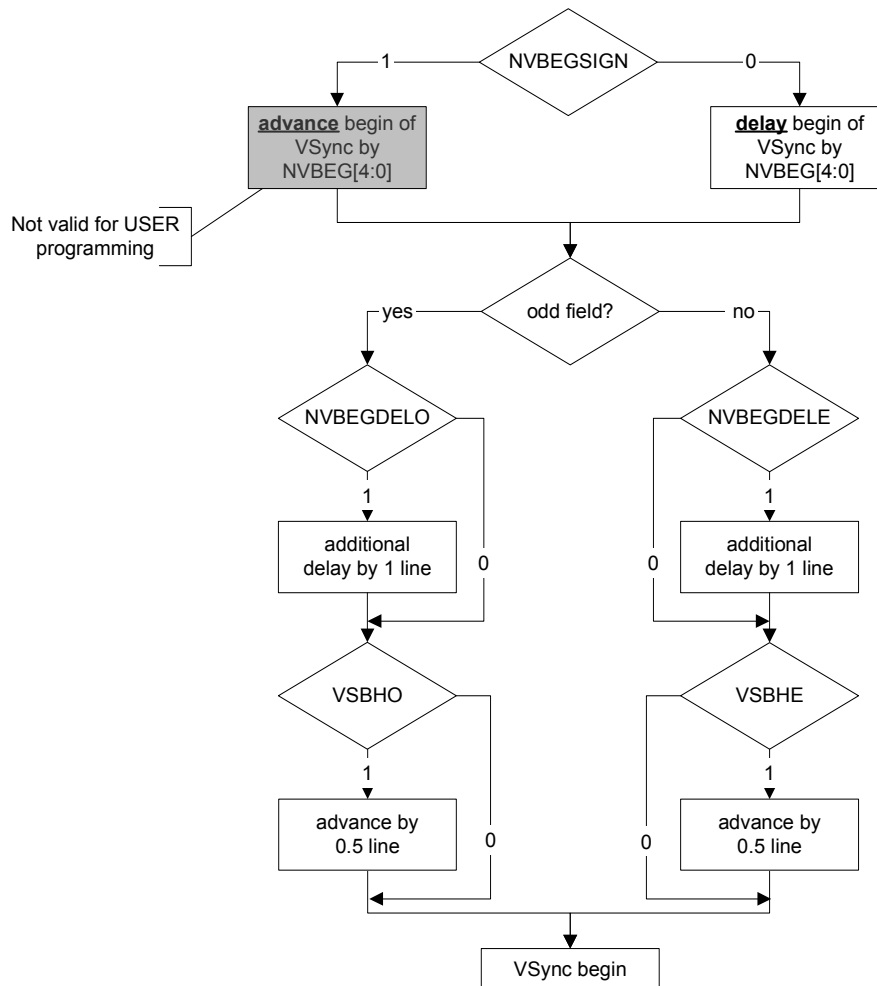 NVBEGSIGN
1
0
advance begin of
VSync by
NVBEG[4:0]
delay begin of
VSync by
NVBEG[4:0]
Not valid for USER
programming
odd field?
yes
no
NVBEGDELO
NVBEGDELE
1
1
additional
delay by 1 line
0
0
additional
delay by 1 line
VSBHO
VSBHE
1
1
advance by
0.5 line
0
0
advance by
0.5 line
VSync begin